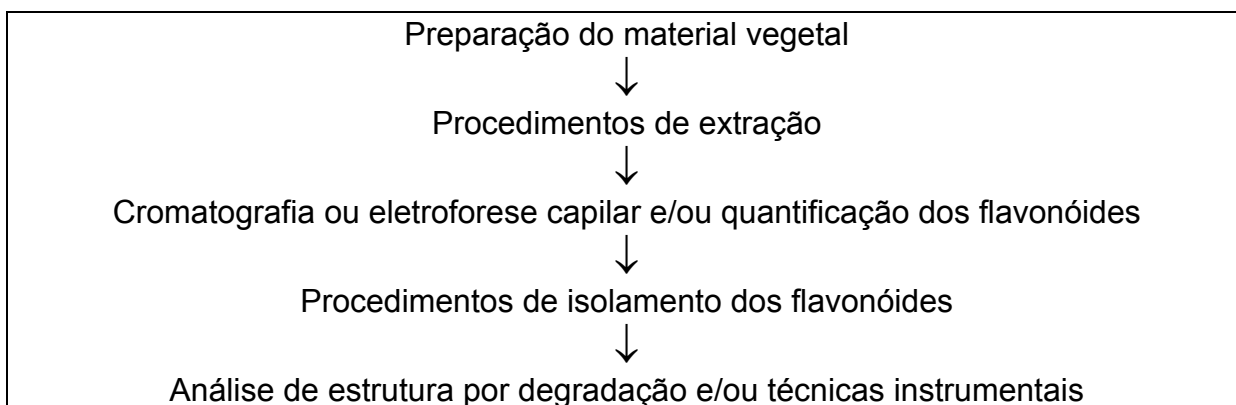 Preparação do material vegetal
↓
Procedimentos de extração
↓
Cromatografia ou eletroforese capilar e/ou quantificação dos flavonóides
↓
Procedimentos de isolamento dos flavonóides
↓
Análise de estrutura por degradação e/ou técnicas instrumentais